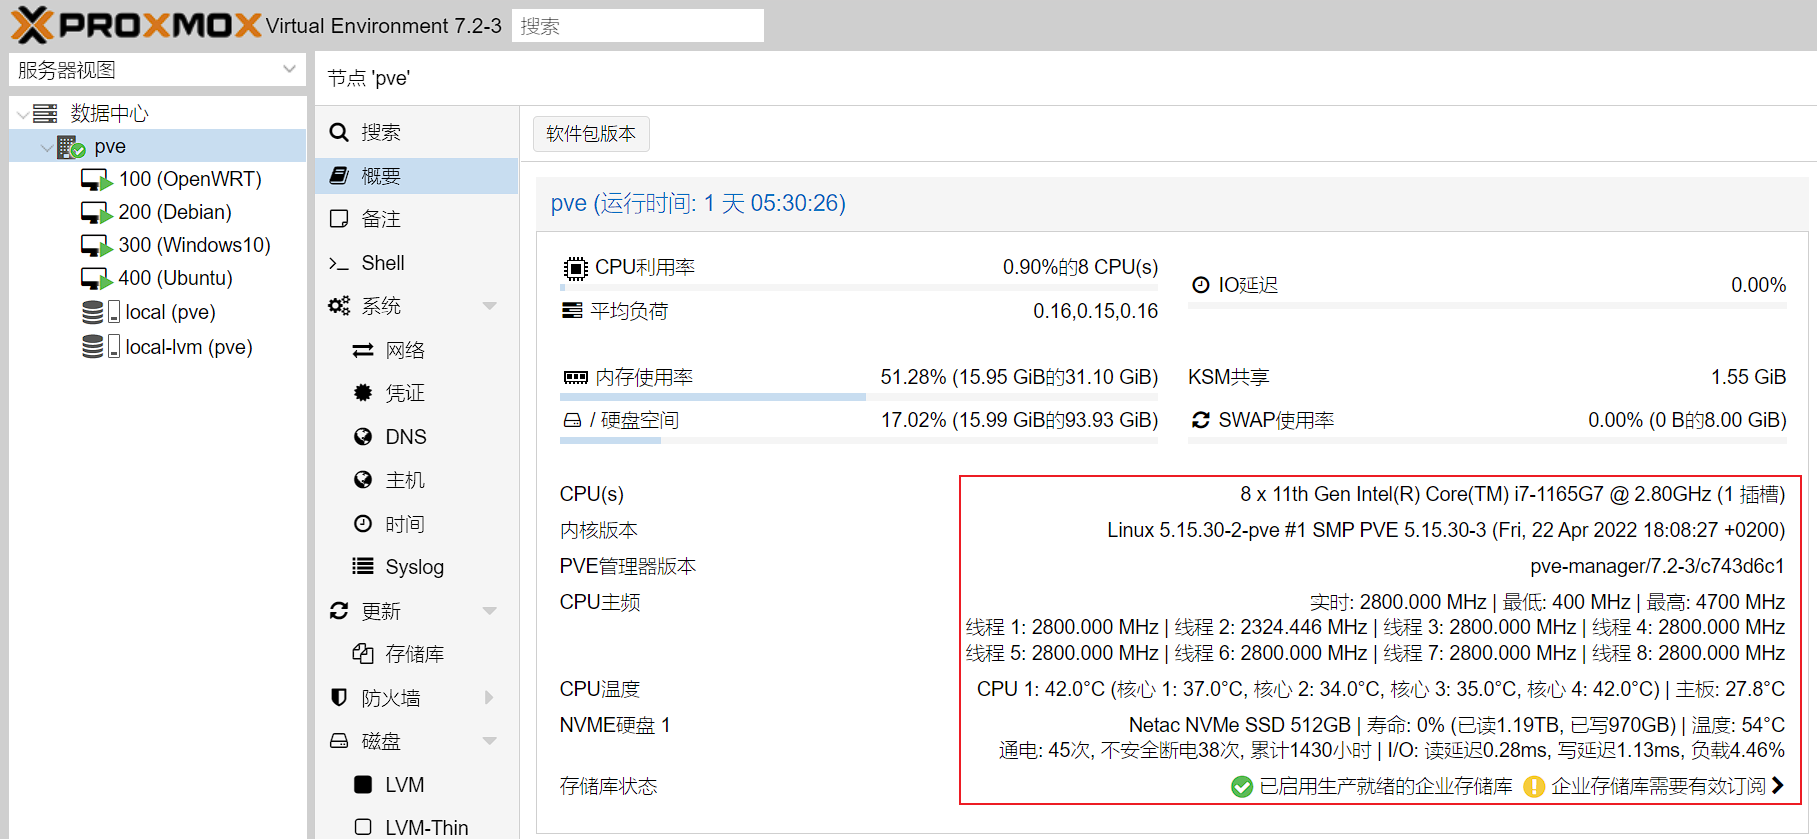 PROXMOX Virtual Environment 7.2-3 搜索
服务器视图
数据中心
pve
100 (OpenWRT)
200 (Debian)
300 (Windows10)
400 (Ubuntu)
local (pve)
local-lvm (pve)
节点 'pve'
搜索
概要
备注
Shell
系统
网络
凭证
DNS
主机
时间
Syslog
更新
存储库
防火墙
磁盘
LVM
LVM-Thin
软件包版本
pve (运行时间: 1 天 05:30:26)
CPU利用率 0.90%的8 CPU(s)
IO延迟 0.00%
平均负荷 0.16,0.15,0.16
内存使用率 51.28% (15.95 GiB的31.10 GiB)
KSM共享 1.55 GiB
/ 硬盘空间 17.02% (15.99 GiB的93.93 GiB)
SWAP使用率 0.00% (0 B的8.00 GiB)
CPU(s) 8 x 11th Gen Intel(R) Core(TM) i7-1165G7 @ 2.80GHz (1 插槽)
内核版本 Linux 5.15.30-2-pve #1 SMP PVE 5.15.30-3 (Fri, 22 Apr 2022 18:08:27 +0200)
PVE管理器版本 pve-manager/7.2-3/c743d6c1
CPU主频 实时: 2800.000 MHz | 最低: 400 MHz | 最高: 4700 MHz
线程 1: 2800.000 MHz | 线程 2: 2324.446 MHz | 线程 3: 2800.000 MHz | 线程 4: 2800.000 MHz
线程 5: 2800.000 MHz | 线程 6: 2800.000 MHz | 线程 7: 2800.000 MHz | 线程 8: 2800.000 MHz
CPU温度 CPU 1: 42.0°C (核心 1: 37.0°C, 核心 2: 34.0°C, 核心 3: 35.0°C, 核心 4: 42.0°C) | 主板: 27.8°C
NVME硬盘 1 Netac NVMe SSD 512GB | 寿命: 0% (已读1.19TB, 已写970GB) | 温度: 54°C
通电: 45次, 不安全断电38次, 累计1430小时 | I/O: 读延迟0.28ms, 写延迟1.13ms, 负载4.46%
存储库状态 已启用生产就绪的企业存储库 企业存储库需要有效订阅